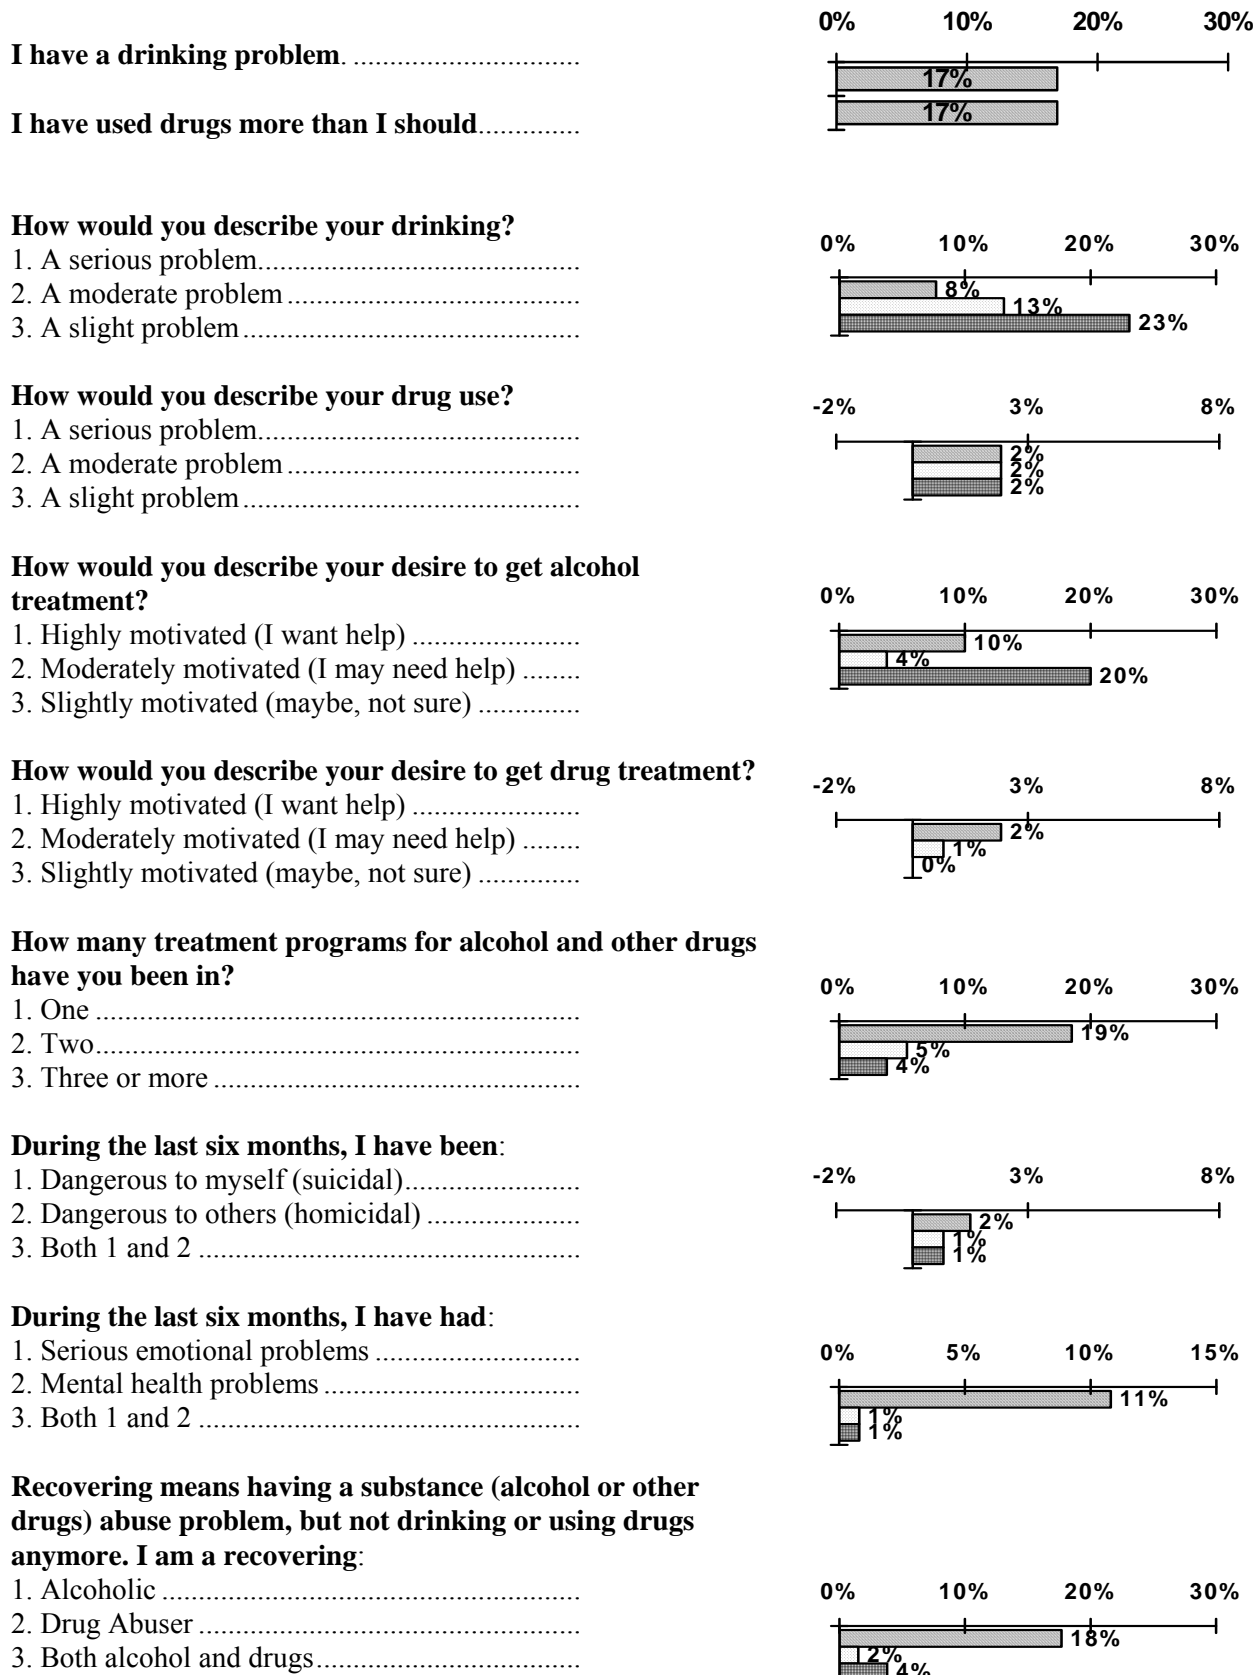 0% 10% 20% 30%
I have a drinking problem. ...........................
17%
17%
I have used drugs more than I should.............
How would you describe your drinking?
0% 10% 20% 30%
1. A serious problem......................................
8%
2. A moderate problem ..................................
13%
3. A slight problem ........................................
23%
How would you describe your drug use?
-2% 3% 8%
1. A serious problem......................................
2%
2. A moderate problem ..................................
2%
3. A slight problem ........................................
2%
How would you describe your desire to get alcohol
treatment?
0% 10% 20% 30%
1. Highly motivated (I want help) ....................
10%
2. Moderately motivated (I may need help) .......
4%
3. Slightly motivated (maybe, not sure) ..............
20%
How would you describe your desire to get drug treatment?
-2% 3% 8%
1. Highly motivated (I want help) ....................
2%
2. Moderately motivated (I may need help) .......
1%
3. Slightly motivated (maybe, not sure) ..............
0%
How many treatment programs for alcohol and other drugs
have you been in?
0% 10% 20% 30%
1. One .........................................................
19%
2. Two.........................................................
5%
3. Three or more ...........................................
4%
During the last six months, I have been:
-2% 3% 8%
1. Dangerous to myself (suicidal).....................
2%
2. Dangerous to others (homicidal) ..................
1%
3. Both 1 and 2 .............................................
1%
During the last six months, I have had:
0% 5% 10% 15%
1. Serious emotional problems ........................
11%
2. Mental health problems ..............................
1%
3. Both 1 and 2 .............................................
1%
Recovering means having a substance (alcohol or other
drugs) abuse problem, but not drinking or using drugs
anymore. I am a recovering:
0% 10% 20% 30%
1. Alcoholic ..................................................
18%
2. Drug Abuser .............................................
2%
3. Both alcohol and drugs...............................
4%